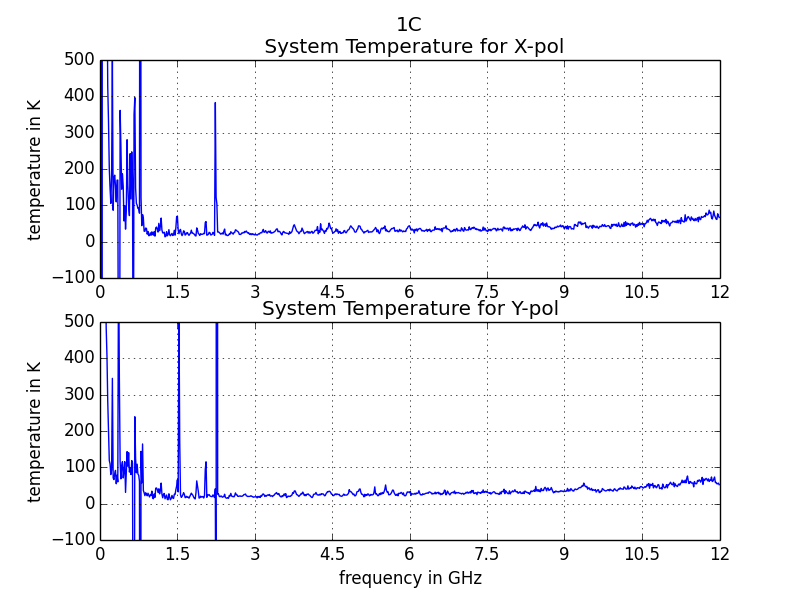 1C
System Temperature for X-pol
500
400
300
200
100
0
−100
temperature in K
0 1.5 3 4.5 6 7.5 9 10.5 12
System Temperature for Y-pol
500
400
300
200
100
0
−100
temperature in K
0 1.5 3 4.5 6 7.5 9 10.5 12
frequency in GHz